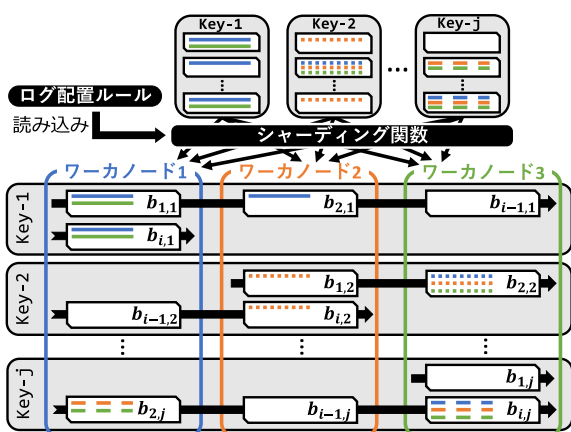 Key-1 Key-2 Key-j
...
ログ配置ルール
読み込み
シャーディング関数
ワーカノード1 ワーカノード2 ワーカノード3
Key-1
b1,1 b2,1 bi−1,1
bi,1
Key-2
b1,2 b2,2
bi−1,2 bi,2
Key-j
b1,j
b2,j bi−1,j bi,j